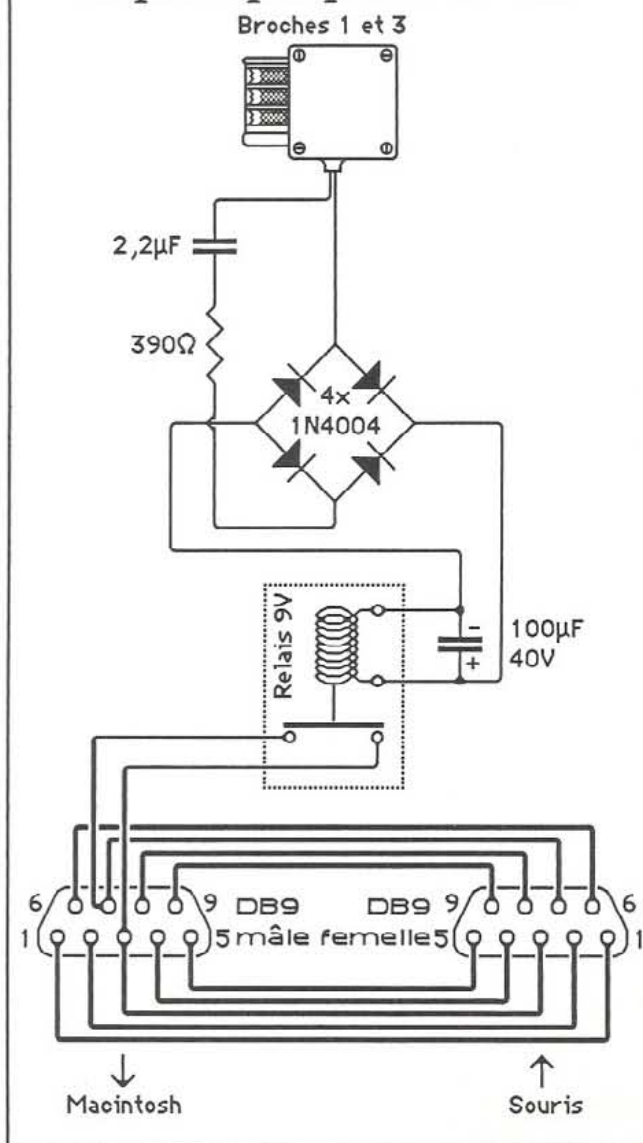 Broches 1 et 3
2,2µF
390Ω
4x
1N4004
Relais 9V
-
100µF
+
40V
6 9 DB9 DB9 9 6
1 5 mâle femelle 5 1
Macintosh Souris